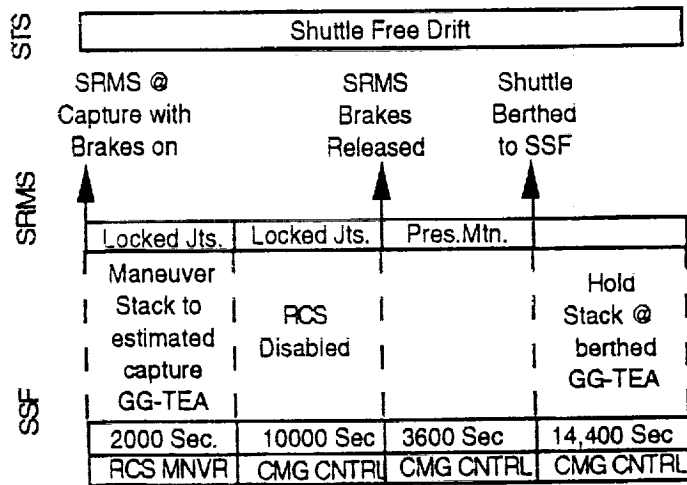 STS
Shuttle Free Drift
SRMS @
Capture with
Brakes on
SRMS
Brakes
Released
Shuttle
Berthed
to SSF
SRMS
Locked Jts.
Locked Jts.
Pres.Mtn.
SSF
Maneuver
Stack to
estimated
capture
GG-TEA
RCS
Disabled
Hold
Stack @
berthed
GG-TEA
2000 Sec.
10000 Sec
3600 Sec
14,400 Sec
RCS MNVR
CMG CNTRL
CMG CNTRL
CMG CNTRL